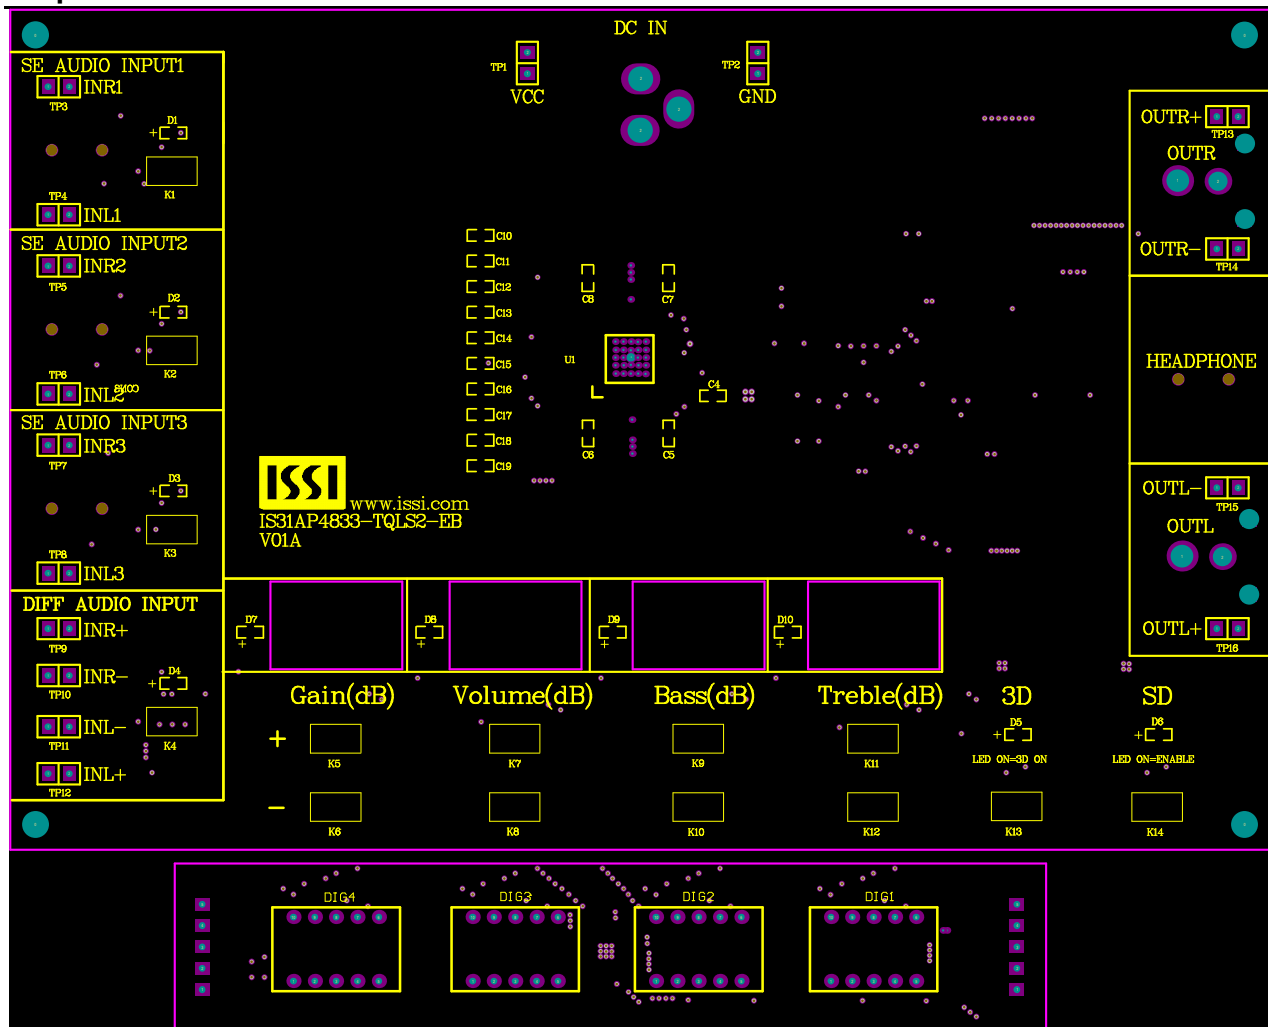 DC IN
TP1
VCC
TP2
GND
SE AUDIO INPUT1
INR1
TP3
D1
+
K1
TP4
INL1
SE AUDIO INPUT2
INR2
TP5
D2
+
K2
TP6
INL2
CON3
SE AUDIO INPUT3
INR3
TP7
D3
+
K3
TP8
INL3
DIFF AUDIO INPUT
INR+
TP9
INR-
TP10
D4
+
INL-
TP11
K4
INL+
TP12
C10
C11
C12
C13
C14
C15
C16
C17
C18
C19
C8
C7
U1
C4
C6
C5
ISSI
www.issi.com
IS31AP4833-TQLS2-EB
V01A
OUTR+
TP13
OUTR
OUTR-
TP14
HEADPHONE
OUTL-
TP15
OUTL
OUTL+
TP16
D7
+
D8
+
D9
+
D10
+
Gain(dB)
Volume(dB)
Bass(dB)
Treble(dB)
3D
SD
D5
+
D6
+
LED ON=3D ON
LED ON=ENABLE
+
K5
K7
K9
K11
-
K6
K8
K10
K12
K13
K14
DIG4
DIG3
DIG2
DIG1